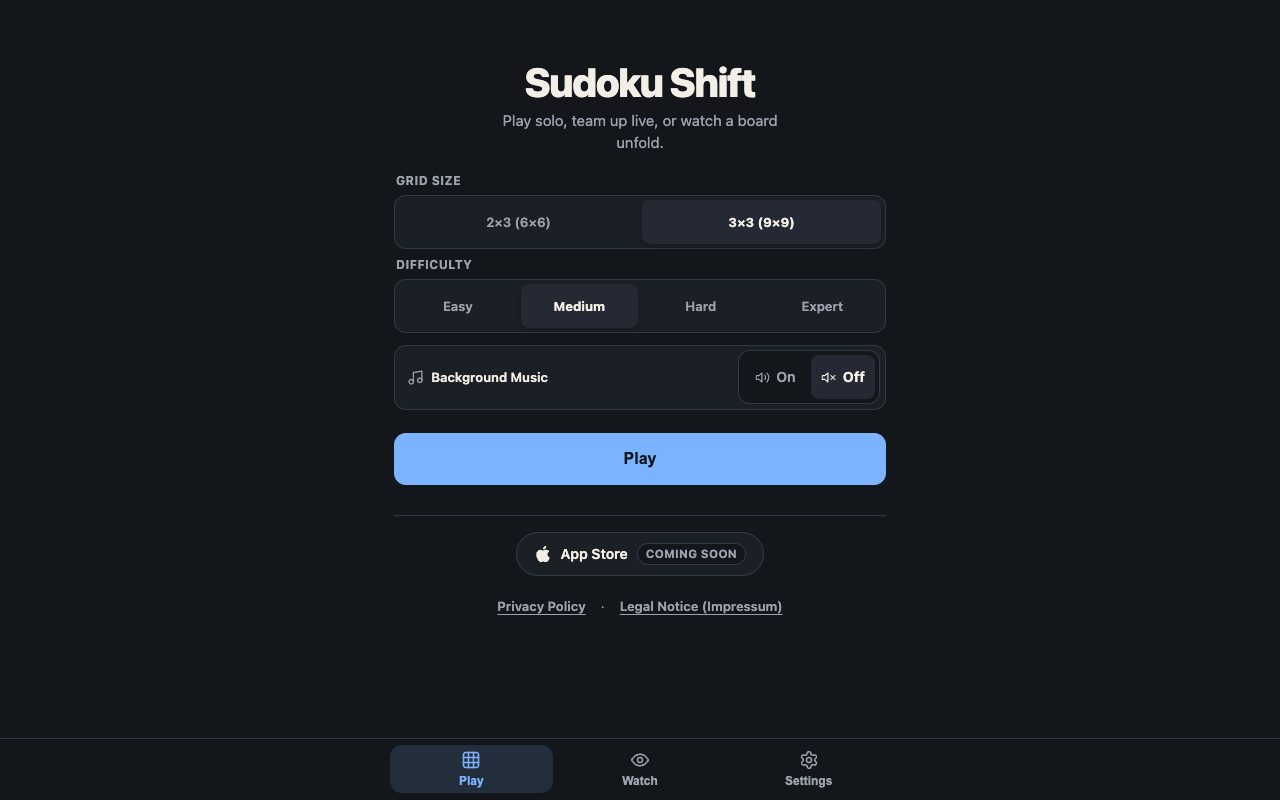 Sudoku Shift
Play solo, team up live, or watch a board
unfold.
GRID SIZE
2×3 (6×6) 3×3 (9×9)
DIFFICULTY
Easy Medium Hard Expert
Background Music On Off
Play
App Store COMING SOON
Privacy Policy · Legal Notice (Impressum)
Play Watch Settings